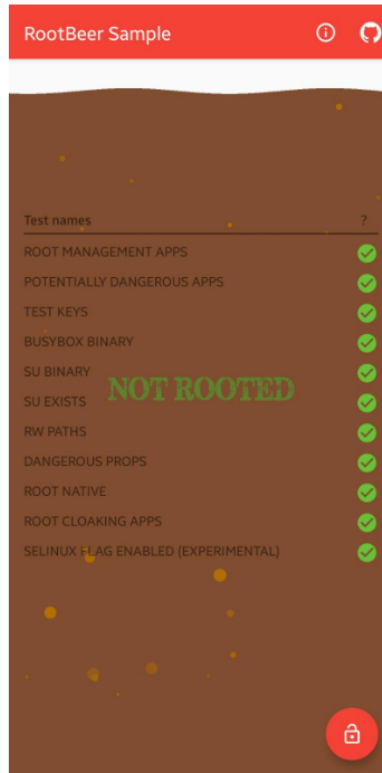 RootBeer Sample
Test names ?
ROOT MANAGEMENT APPS
POTENTIALLY DANGEROUS APPS
TEST KEYS
BUSYBOX BINARY
SU BINARY
NOT ROOTED
SU EXISTS
RW PATHS
DANGEROUS PROPS
ROOT NATIVE
ROOT CLOAKING APPS
SELINUX FLAG ENABLED (EXPERIMENTAL)